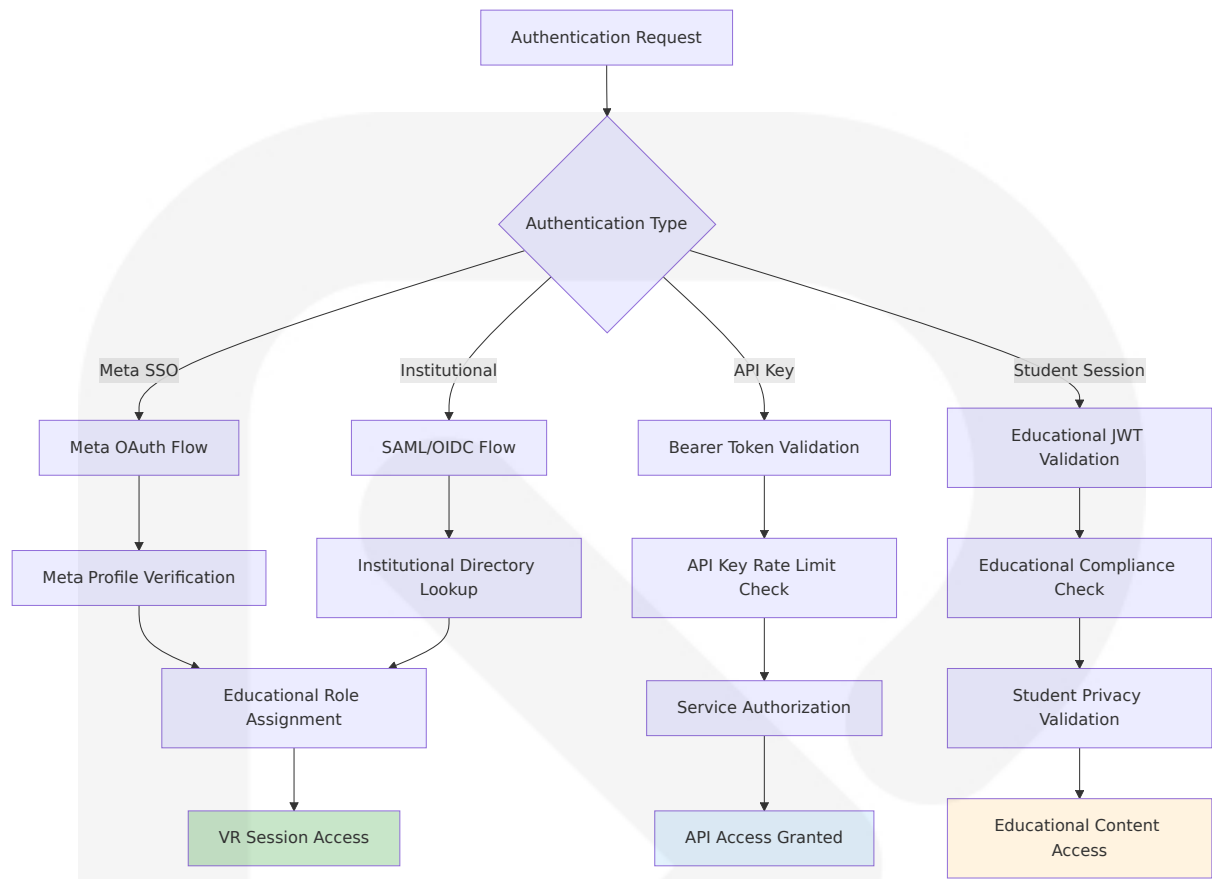 Authentication Request
Authentication Type
Meta SSO
Institutional
API Key
Student Session
Meta OAuth Flow
SAML/OIDC Flow
Bearer Token Validation
Educational JWT
Validation
Meta Profile Verification
Institutional Directory
Lookup
API Key Rate Limit
Check
Educational Compliance
Check
Educational Role
Assignment
Service Authorization
Student Privacy
Validation
VR Session Access
API Access Granted
Educational Content
Access